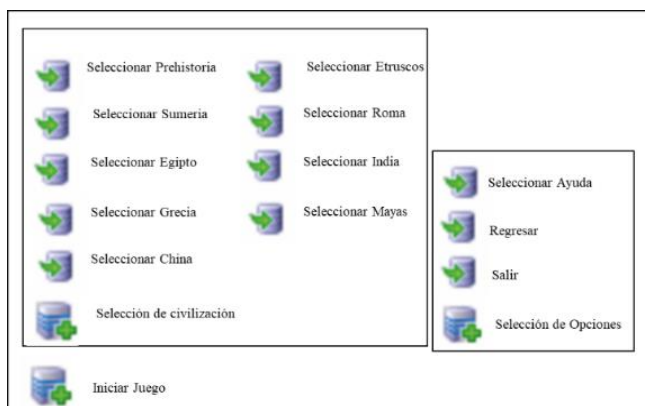 Seleccionar Prehistoria
Seleccionar Sumeria
Seleccionar Egipto
Seleccionar Grecia
Seleccionar China
Selección de civilización
Seleccionar Etruscos
Seleccionar Roma
Seleccionar India
Seleccionar Mayas
Seleccionar Ayuda
Regresar
Salir
Selección de Opciones
Iniciar Juego